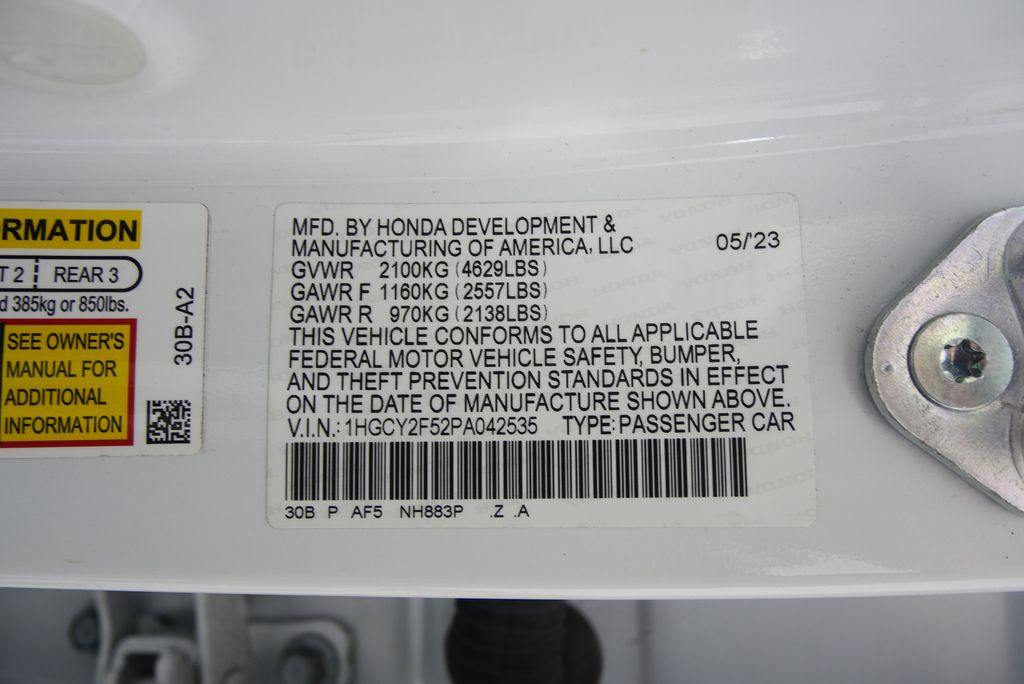 RMATION
T 2 REAR 3
d 385kg or 850lbs.
SEE OWNER'S
MANUAL FOR
ADDITIONAL
INFORMATION
30B-A2
MFD. BY HONDA DEVELOPMENT &
MANUFACTURING OF AMERICA, LLC 05/'23
GVWR 2100KG (4629LBS)
GAWR F 1160KG (2557LBS)
GAWR R 970KG (2138LBS)
THIS VEHICLE CONFORMS TO ALL APPLICABLE
FEDERAL MOTOR VEHICLE SAFETY, BUMPER,
AND THEFT PREVENTION STANDARDS IN EFFECT
ON THE DATE OF MANUFACTURE SHOWN ABOVE.
V.I.N.: 1HGCY2F52PA042535 TYPE: PASSENGER CAR
30B P AF5 NH883P .Z .A